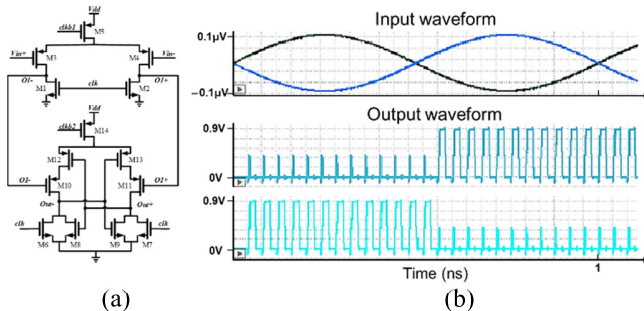 Vdd
clkb1
M5
Vin+
Vin-
M3
M4
O1-
O1+
M1
clk
M2
Vdd
clkb2
M14
M12
M13
O1-
O1+
M10
M11
Out-
Out+
clk
clk
M6
M8
M9
M7
(a)
Input waveform
0.1μV
−0.1μV
Output waveform
0.9V
0V
0.9V
0V
Time (ns)
1
(b)